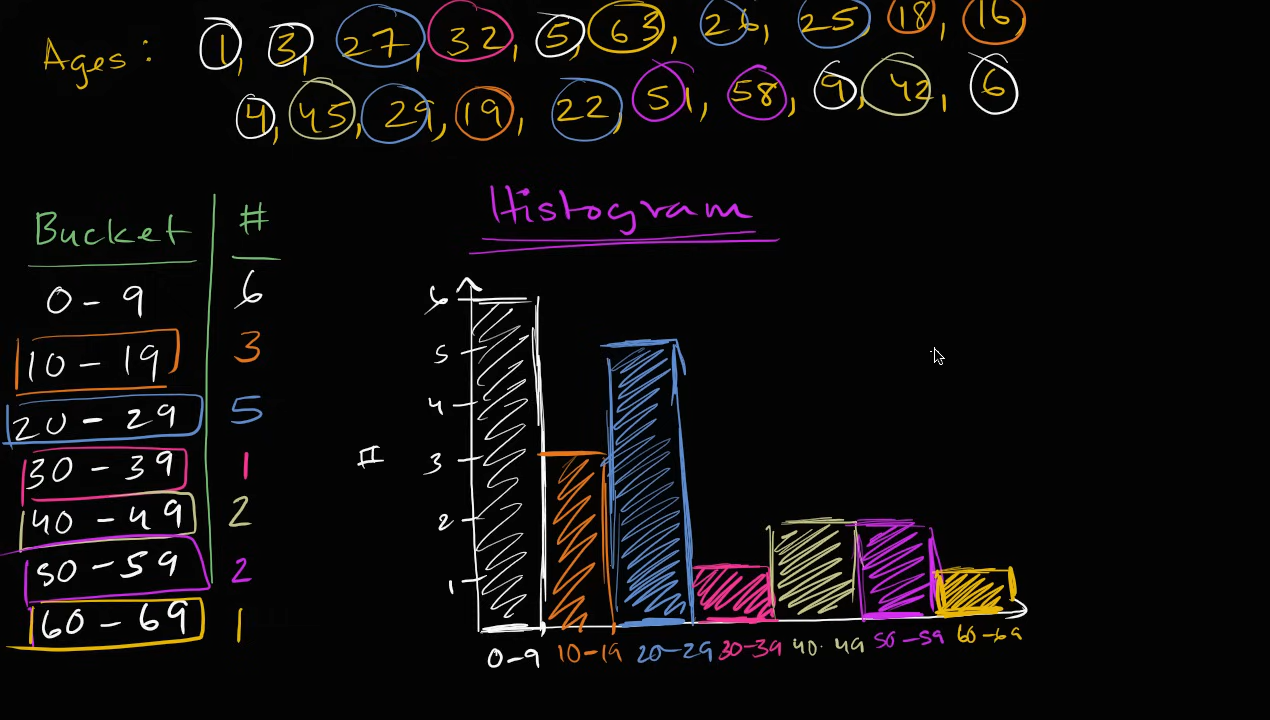 Ages: 1, 3, 27, 32, 5, 63, 26, 25, 18, 16
4, 45, 29, 19, 22, 51, 58, 9, 42, 6
Histogram
Bucket #
0-9 6
10-19 3
20-29 5
30-39 1
40-49 2
50-59 2
60-69 1
#
6
5
4
3
2
1
0-9 10-19 20-29 30-39 40-49 50-59 60-69